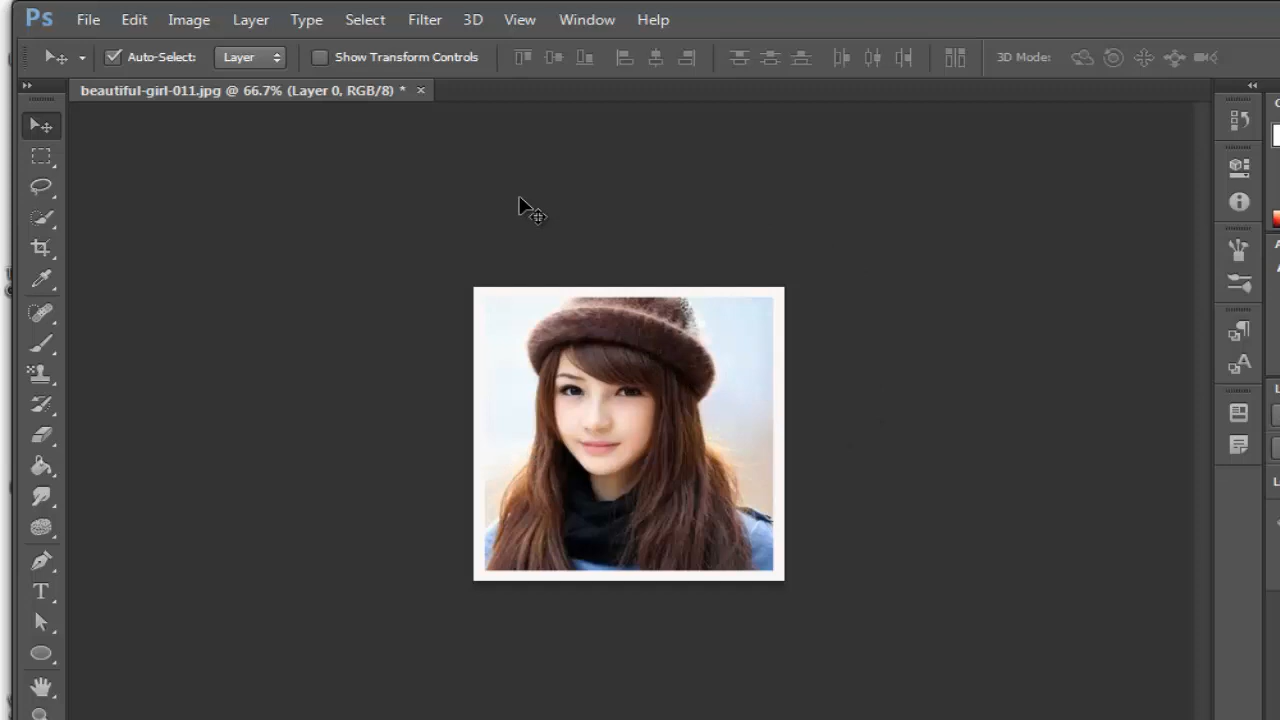 Ps File Edit Image Layer Type Select Filter 3D View Window Help
Auto-Select: Layer Show Transform Controls 3D Mode:
beautiful-girl-011.jpg @ 66.7% (Layer 0, RGB/8) * ×